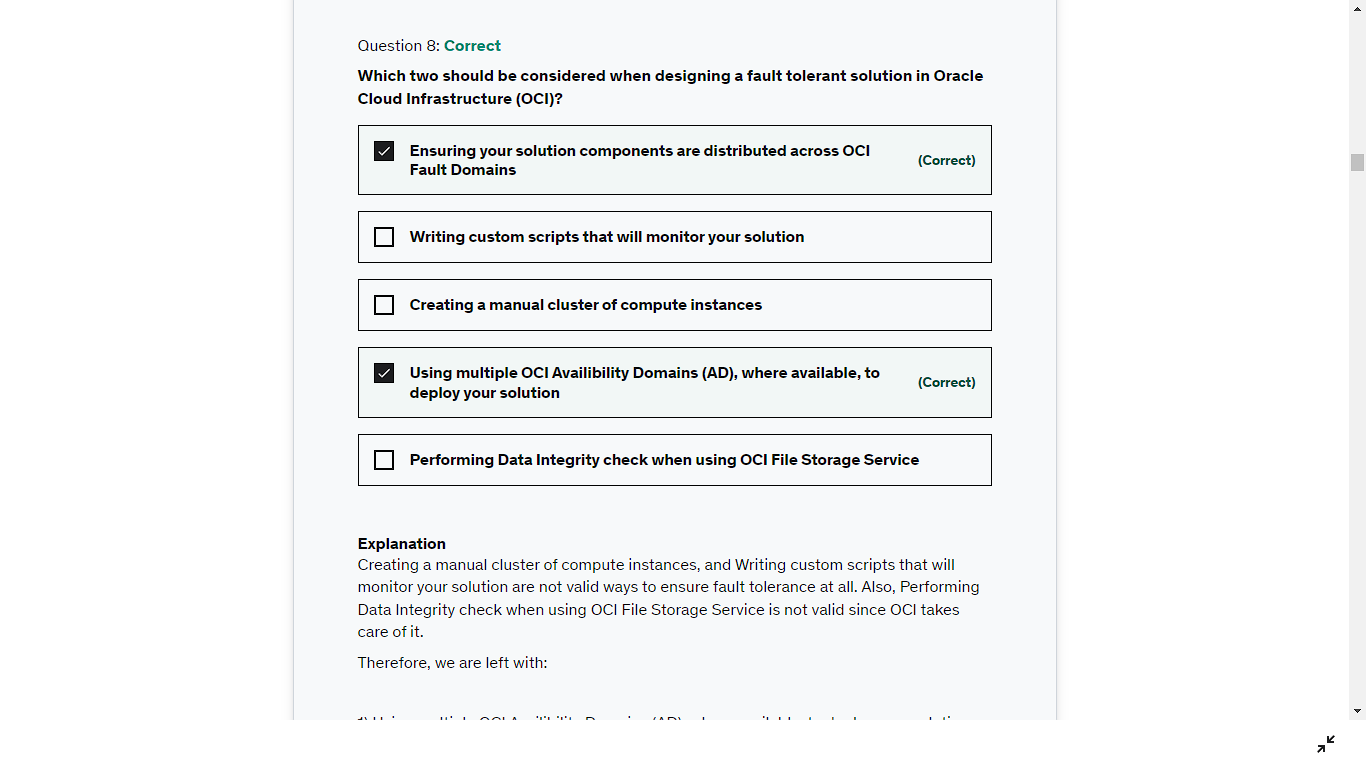 Question 8: Correct
Which two should be considered when designing a fault tolerant solution in Oracle
Cloud Infrastructure (OCI)?
Ensuring your solution components are distributed across OCI
Fault Domains
(Correct)
Writing custom scripts that will monitor your solution
Creating a manual cluster of compute instances
Using multiple OCI Availibility Domains (AD), where available, to
deploy your solution
(Correct)
Performing Data Integrity check when using OCI File Storage Service
Explanation
Creating a manual cluster of compute instances, and Writing custom scripts that will
monitor your solution are not valid ways to ensure fault tolerance at all. Also, Performing
Data Integrity check when using OCI File Storage Service is not valid since OCI takes
care of it.
Therefore, we are left with: